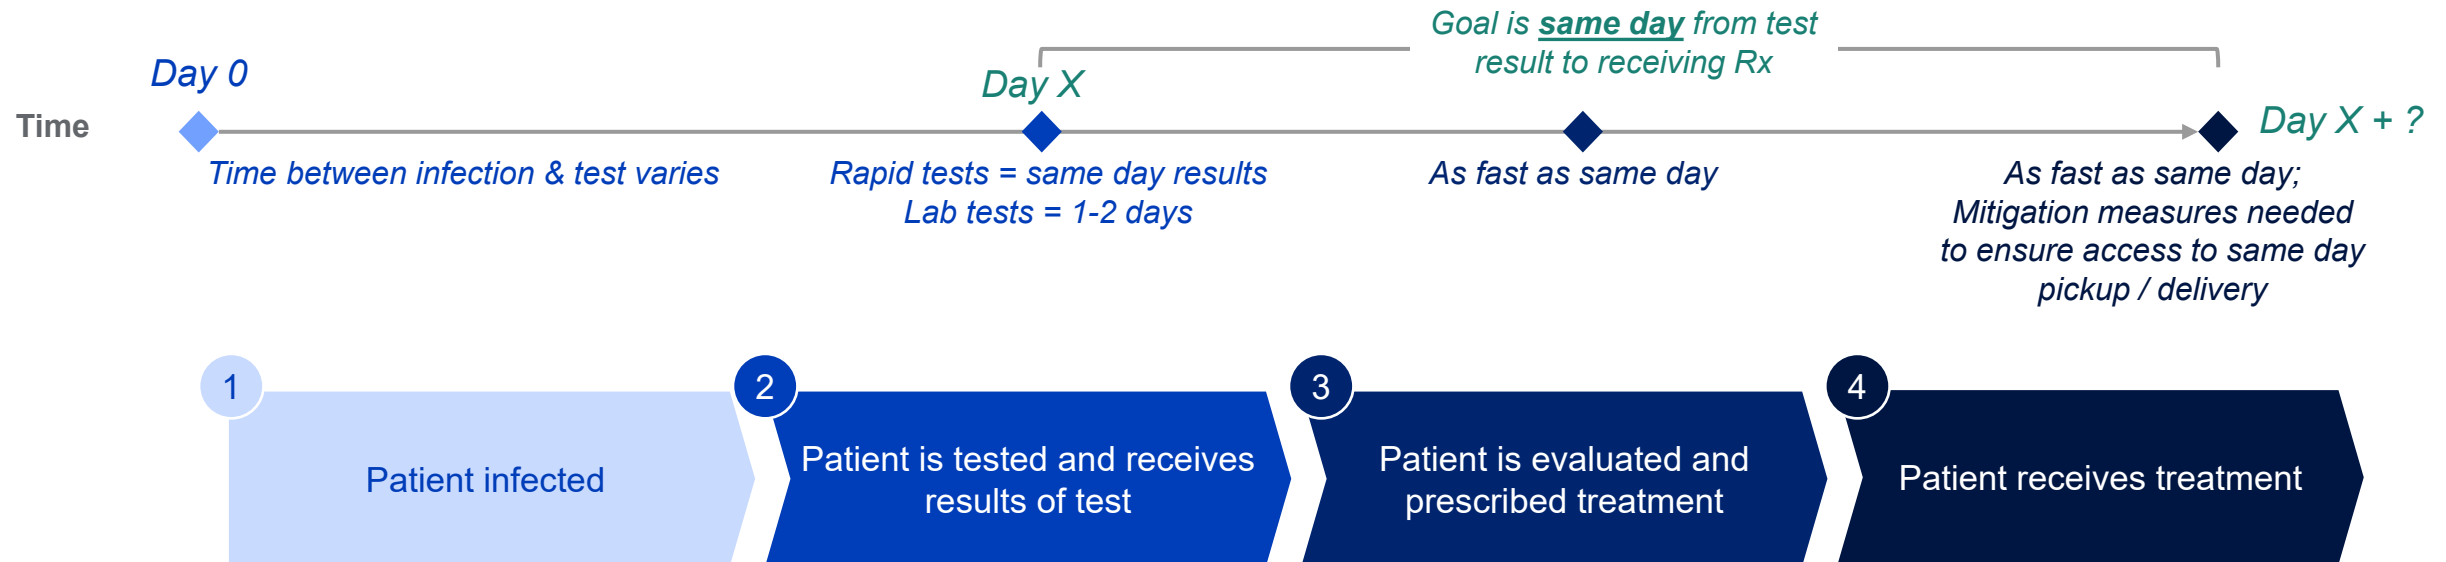 Goal is same day from test
result to receiving Rx
Day 0
Day X
Day X + ?
Time
Time between infection & test varies
Rapid tests = same day results
Lab tests = 1-2 days
As fast as same day
As fast as same day;
Mitigation measures needed
to ensure access to same day
pickup / delivery
1
Patient infected
2
Patient is tested and receives
results of test
3
Patient is evaluated and
prescribed treatment
4
Patient receives treatment